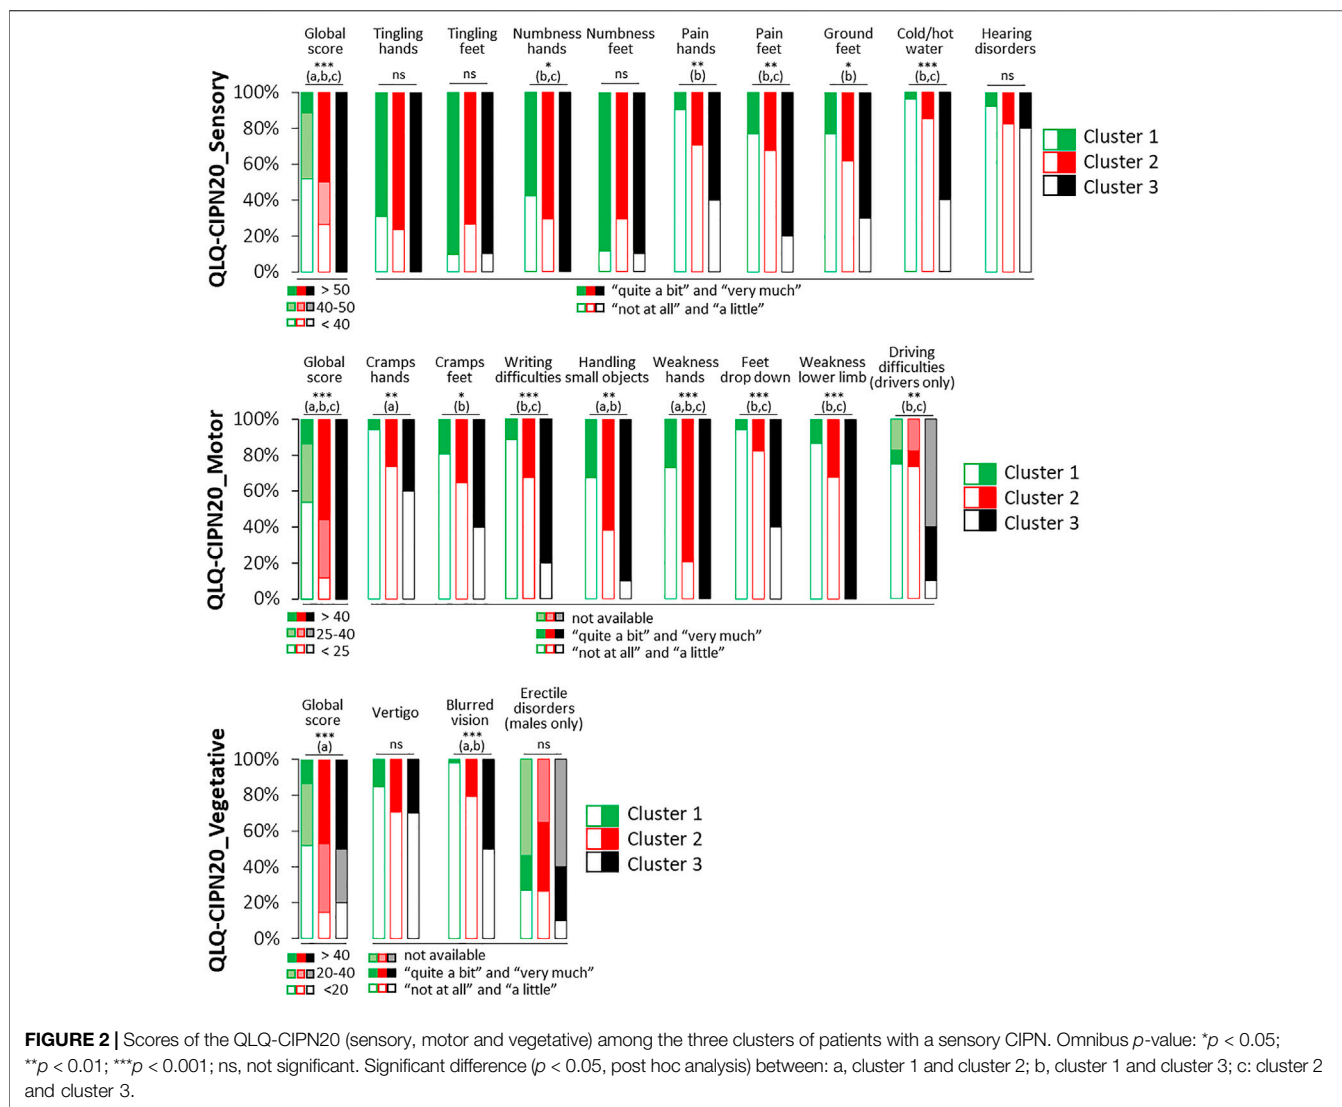 Global score
Tingling hands
Tingling feet
Numbness hands
Numbness feet
Pain hands
Pain feet
Ground feet
Cold/hot water
Hearing disorders
*** (a,b,c)
ns
ns
* (b,c)
ns
** (b)
** (b,c)
* (b)
*** (b,c)
ns
QLQ-CIPN20_Sensory
100%
80%
60%
40%
20%
0%
Cluster 1
Cluster 2
Cluster 3
> 50
40-50
< 40
“quite a bit” and “very much”
“not at all” and “a little”
Global score
Cramps hands
Cramps feet
Writing difficulties
Handling small objects
Weakness hands
Feet drop down
Weakness lower limb
Driving difficulties (drivers only)
*** (a,b,c)
** (a)
* (b)
*** (b,c)
** (a,b)
*** (a,b,c)
*** (b,c)
*** (b,c)
** (b,c)
QLQ-CIPN20_Motor
100%
80%
60%
40%
20%
0%
Cluster 1
Cluster 2
Cluster 3
> 40
25-40
< 25
not available
“quite a bit” and “very much”
“not at all” and “a little”
Global score
Vertigo
Blurred vision
Erectile disorders (males only)
*** (a)
ns
*** (a,b)
ns
QLQ-CIPN20_Vegetative
100%
80%
60%
40%
20%
0%
Cluster 1
Cluster 2
Cluster 3
> 40
20-40
<20
not available
“quite a bit” and “very much”
“not at all” and “a little”
FIGURE 2 | Scores of the QLQ-CIPN20 (sensory, motor and vegetative) among the three clusters of patients with a sensory CIPN. Omnibus p-value: *p < 0.05;
**p < 0.01; ***p < 0.001; ns, not significant. Significant difference (p < 0.05, post hoc analysis) between: a, cluster 1 and cluster 2; b, cluster 1 and cluster 3; c: cluster 2
and cluster 3.